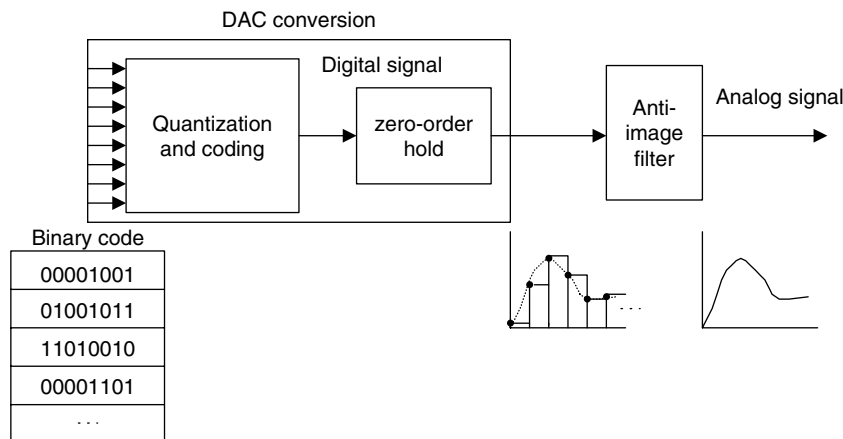 DAC conversion
Digital signal
Quantization
and coding
zero-order
hold
Anti-
image
filter
Analog signal
Binary code
00001001
01001011
11010010
00001101
. . .
. . .